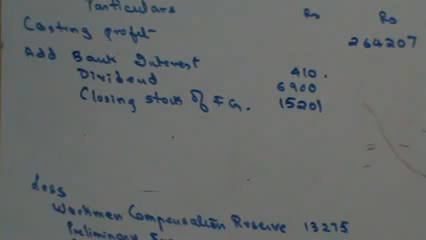 Particulars Rs Rs
Costing profit 264207
Add Bank Interest 410.
Dividend 6900
Closing stock of F.G. 15201
Less
Workmen Compensation Reserve 13275
Preliminary